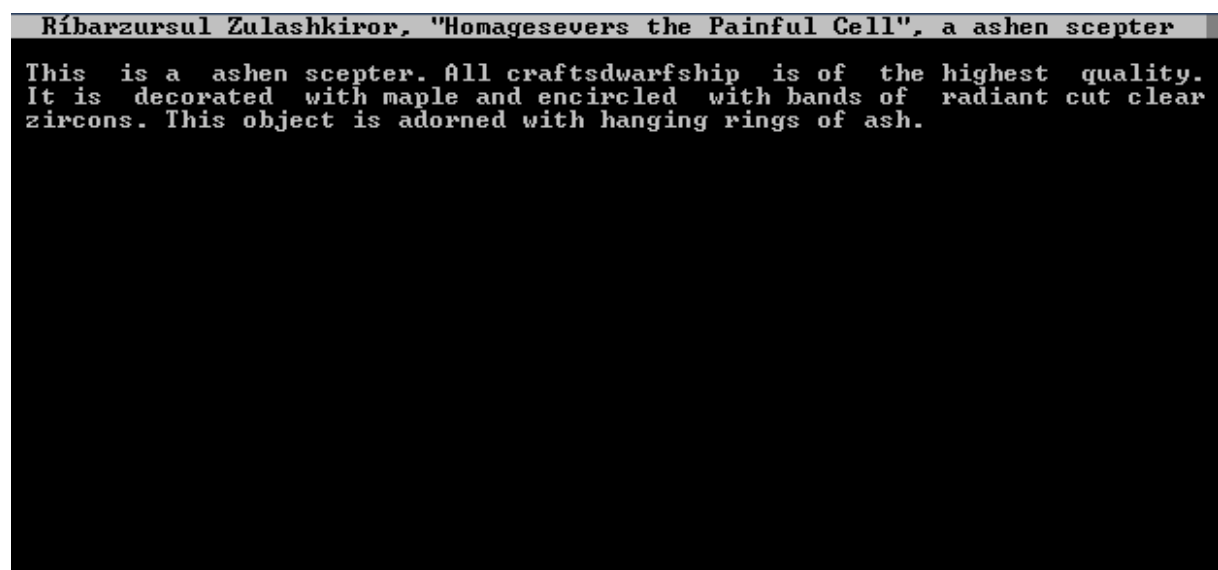 Ríbarzursul Zulashkiror, "Homagesevers the Painful Cell", a ashen scepter
This is a ashen scepter. All craftsdwarfship is of the highest quality.
It is decorated with maple and encircled with bands of radiant cut clear
zircons. This object is adorned with hanging rings of ash.